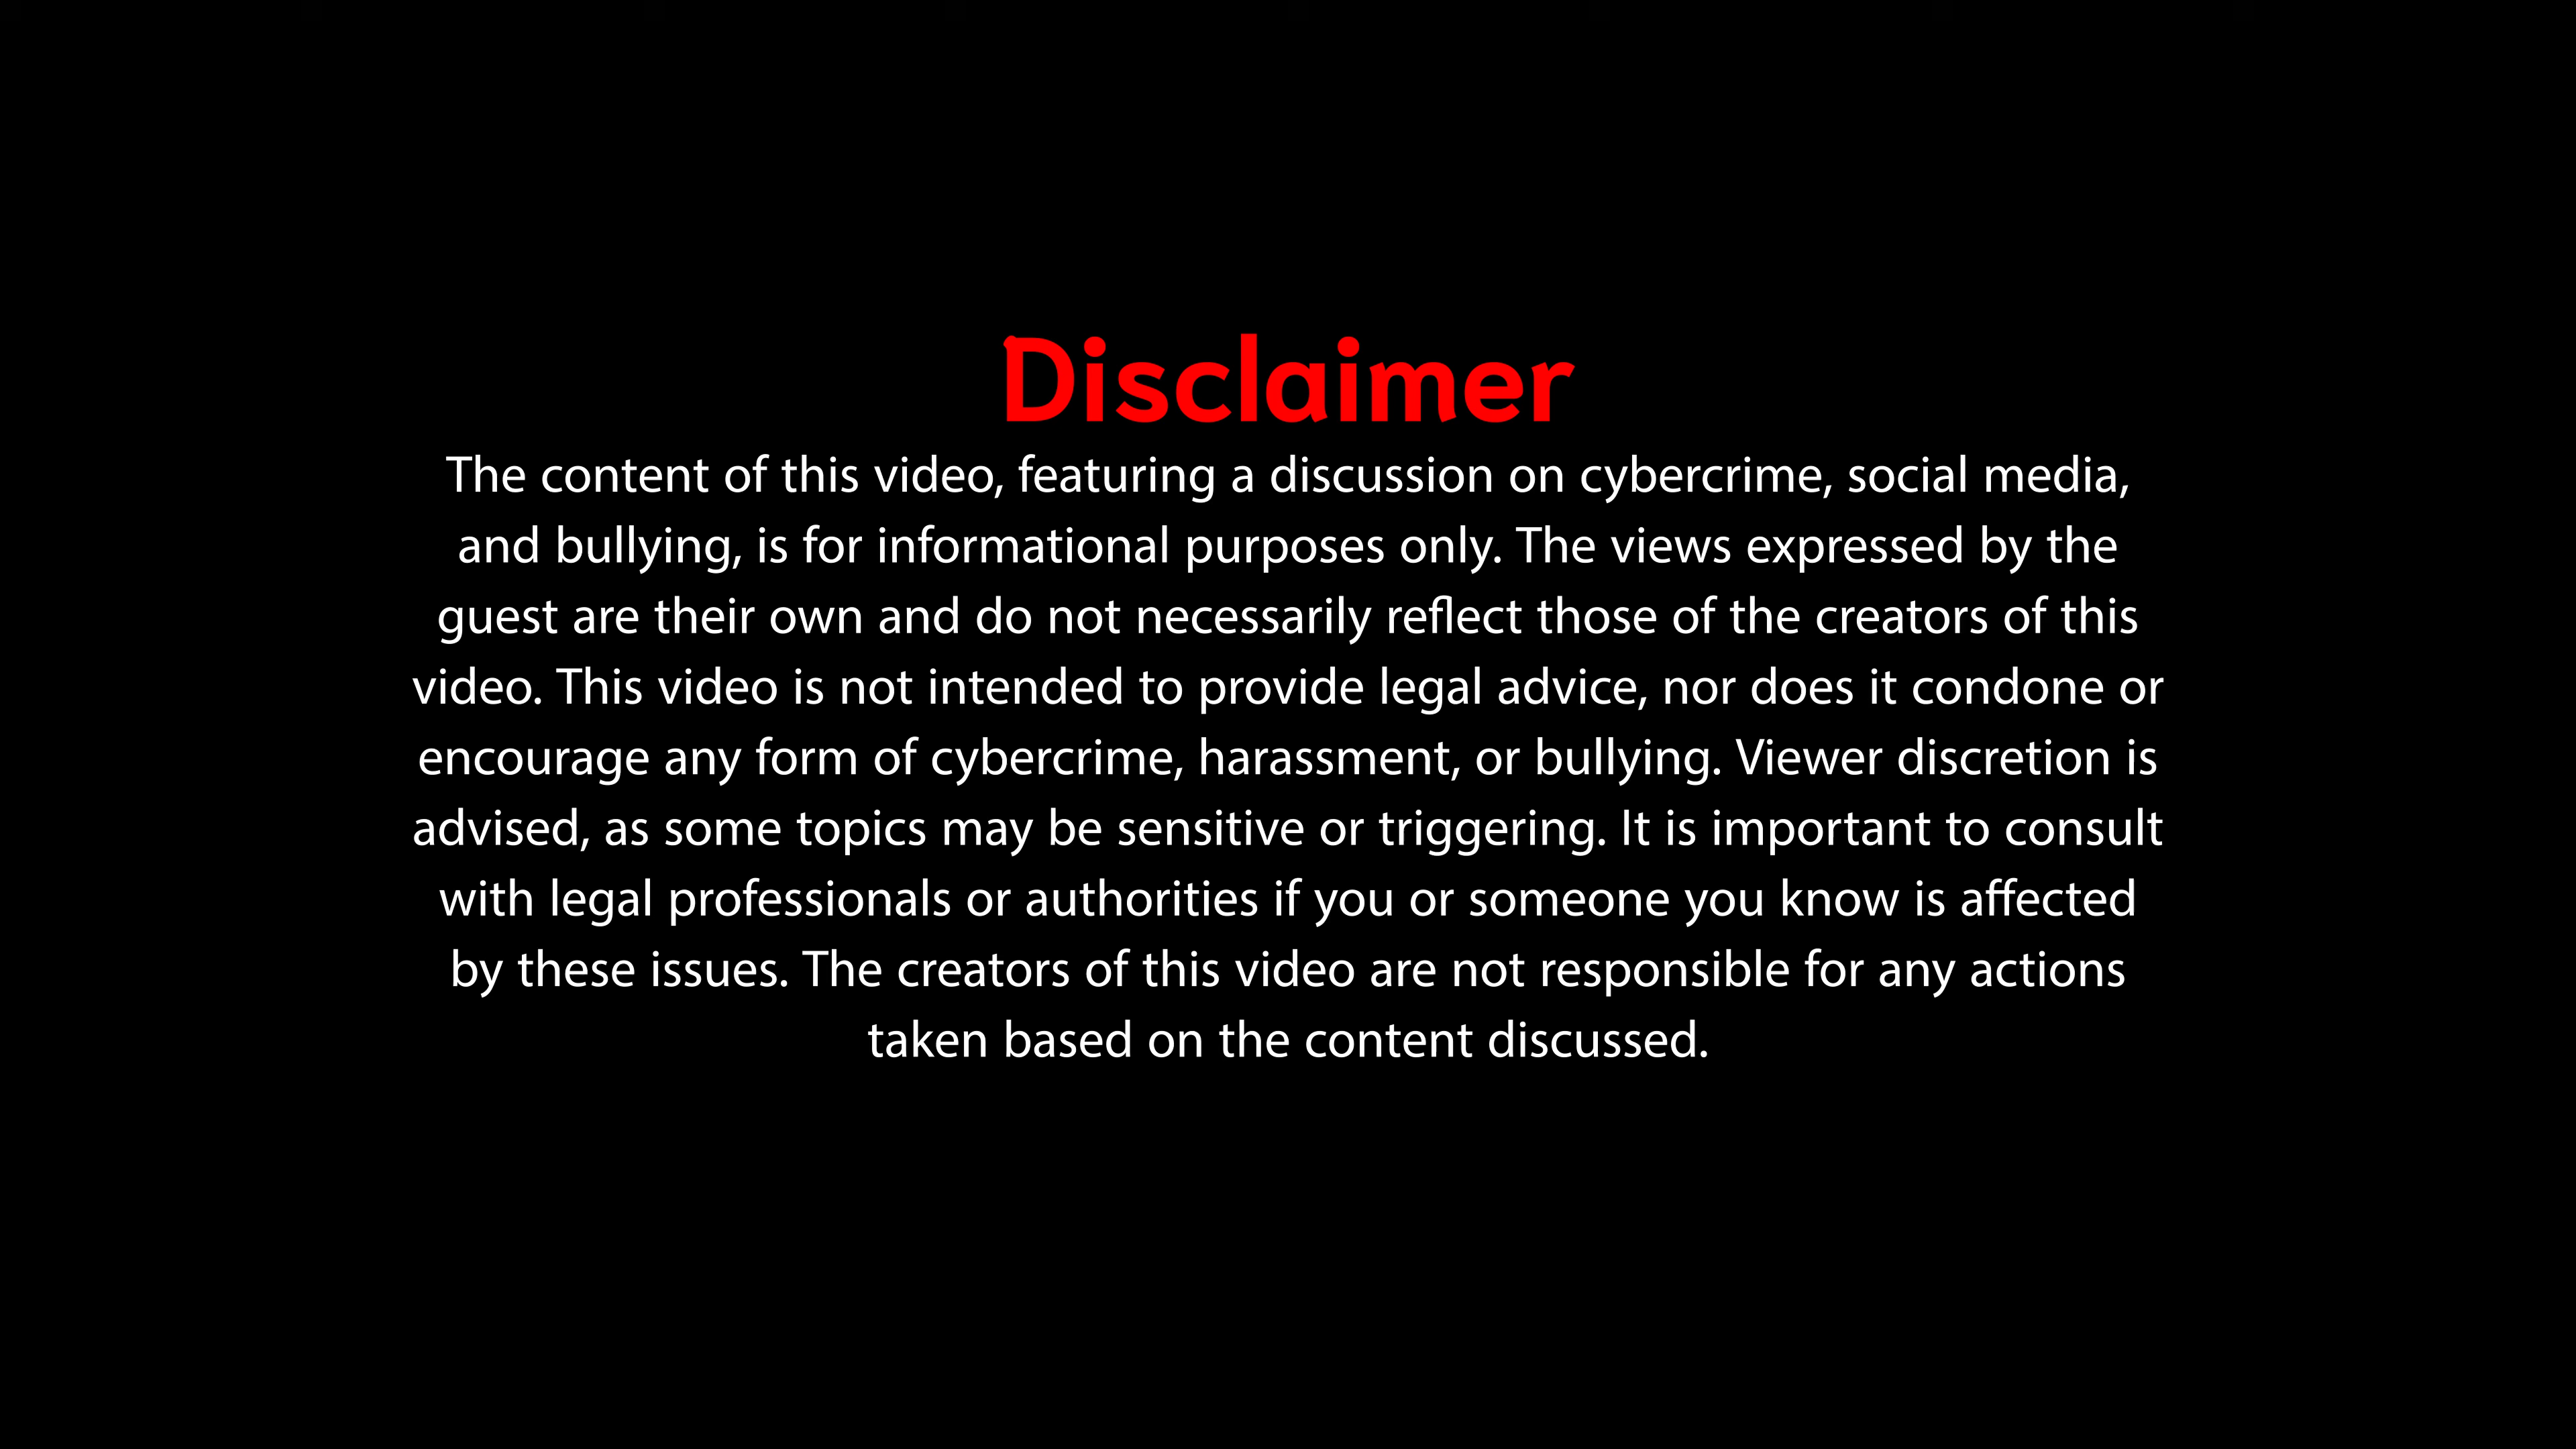 Disclaimer
The content of this video, featuring a discussion on cybercrime, social media,
and bullying, is for informational purposes only. The views expressed by the
guest are their own and do not necessarily reflect those of the creators of this
video. This video is not intended to provide legal advice, nor does it condone or
encourage any form of cybercrime, harassment, or bullying. Viewer discretion is
advised, as some topics may be sensitive or triggering. It is important to consult
with legal professionals or authorities if you or someone you know is affected
by these issues. The creators of this video are not responsible for any actions
taken based on the content discussed.